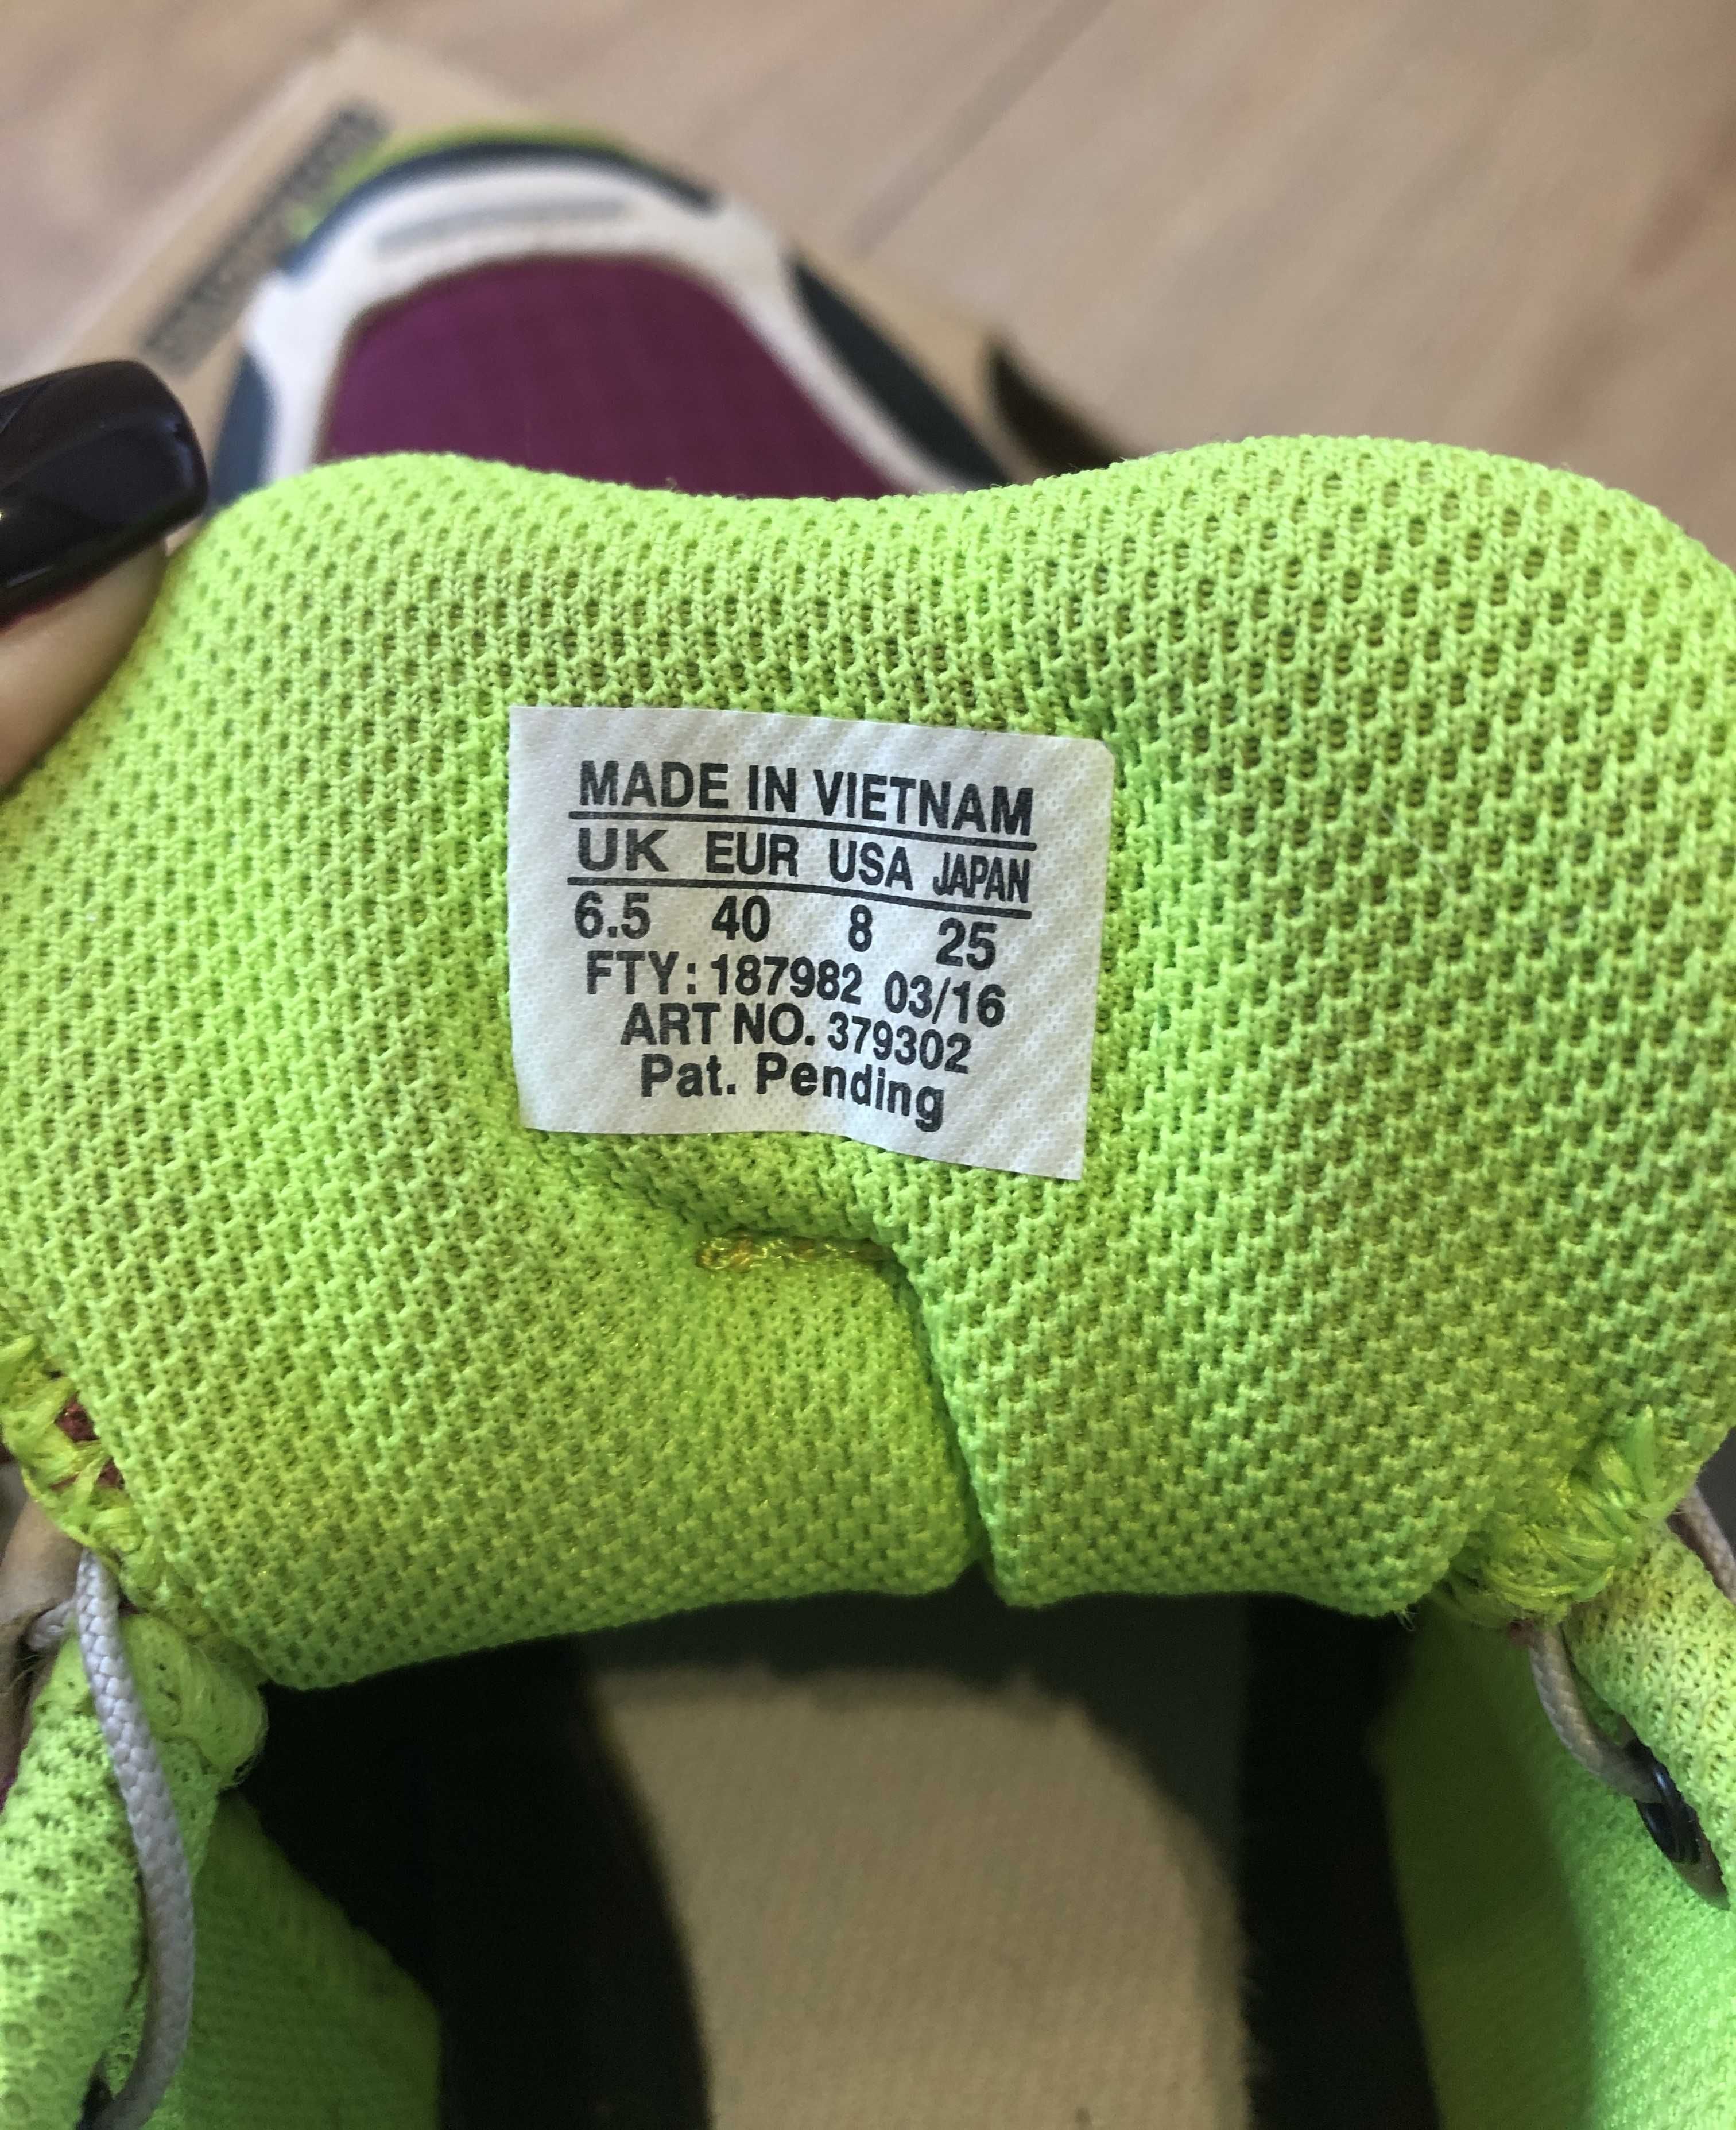 MADE IN VIETNAM
UK EUR USA JAPAN
6.5 40 8 25
FTY: 187982 03/16
ART NO. 379302
Pat. Pending